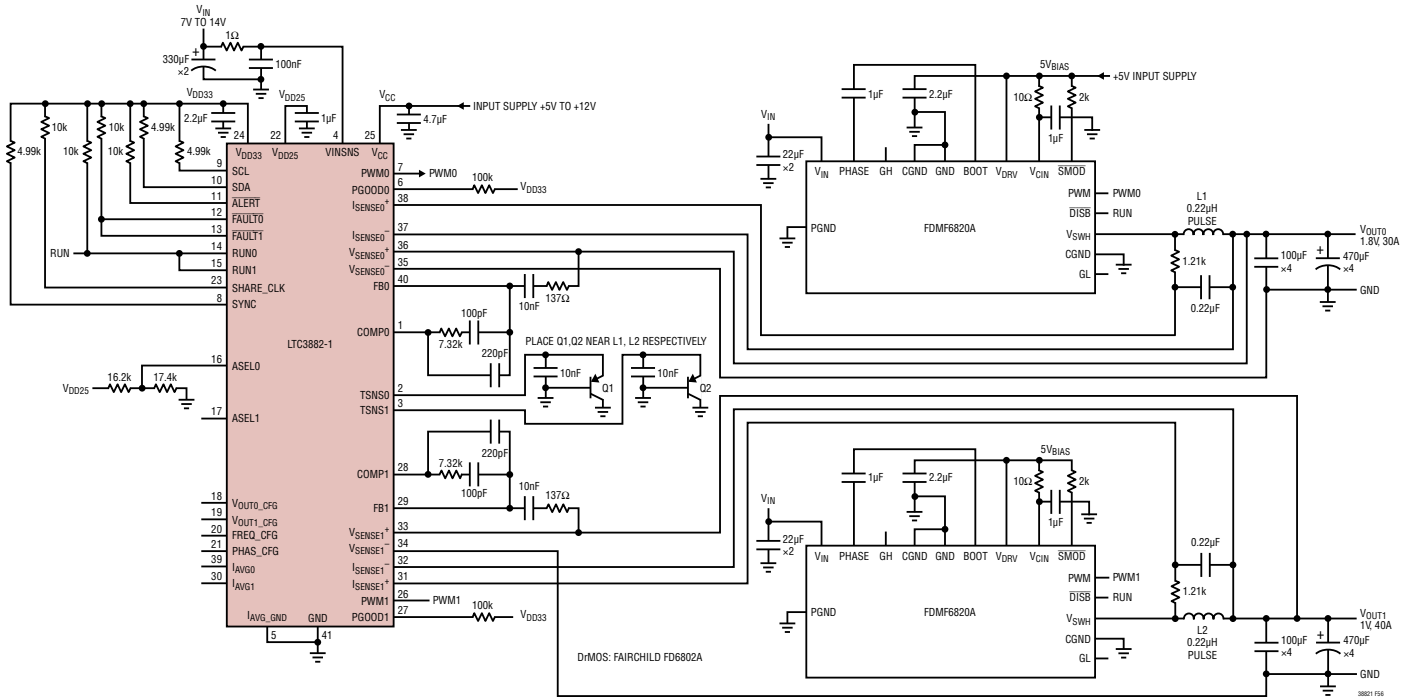 VIN
7V TO 14V
1Ω
330µF
×2
+
100nF
VDD33
2.2µF
VDD25
1µF
VCC
INPUT SUPPLY +5V TO +12V
4.7µF
10k
4.99k
10k
10k
10k
4.99k
4.99k
24
22
4
25
VDD33
VDD25
VINSNS
VCC
9
SCL
10
SDA
11
ALERT
12
FAULT0
13
FAULT1
RUN
14
RUN0
15
RUN1
23
SHARE_CLK
8
SYNC
16
ASEL0
VDD25
16.2k
17.4k
17
ASEL1
18
VOUT0_CFG
19
VOUT1_CFG
20
FREQ_CFG
21
PHAS_CFG
39
IAVG0
30
IAVG1
LTC3882-1
IAVG_GND
GND
5
41
PWM0
7
PWM0
PGOOD0
6
100k
VDD33
ISENSE0+
38
ISENSE0–
37
VSENSE0+
36
VSENSE0–
35
FB0
40
10nF
137Ω
COMP0
1
100pF
7.32k
220pF
PLACE Q1,Q2 NEAR L1, L2 RESPECTIVELY
10nF
Q1
10nF
Q2
TSNS0
2
TSNS1
3
220pF
COMP1
28
7.32k
100pF
10nF
137Ω
FB1
29
VSENSE1+
33
VSENSE1–
34
ISENSE1–
32
ISENSE1+
31
PWM1
26
PWM1
PGOOD1
27
100k
VDD33
DrMOS: FAIRCHILD FD6802A
5VBIAS
+5V INPUT SUPPLY
1µF
2.2µF
10Ω
2k
1µF
VIN
22µF
×2
VIN
PHASE
GH
CGND
GND
BOOT
VDRV
VCIN
SMOD
PWM
PWM0
DISB
RUN
PGND
FDMF6820A
VSWH
CGND
GL
L1
0.22µH
PULSE
1.21k
0.22µF
100µF
×4
+
470µF
×4
VOUT0
1.8V, 30A
GND
5VBIAS
1µF
2.2µF
10Ω
2k
1µF
VIN
22µF
×2
VIN
PHASE
GH
CGND
GND
BOOT
VDRV
VCIN
SMOD
PWM
PWM1
DISB
RUN
PGND
FDMF6820A
VSWH
CGND
GL
0.22µF
1.21k
L2
0.22µH
PULSE
100µF
×4
+
470µF
×4
VOUT1
1V, 40A
GND
38821 F56